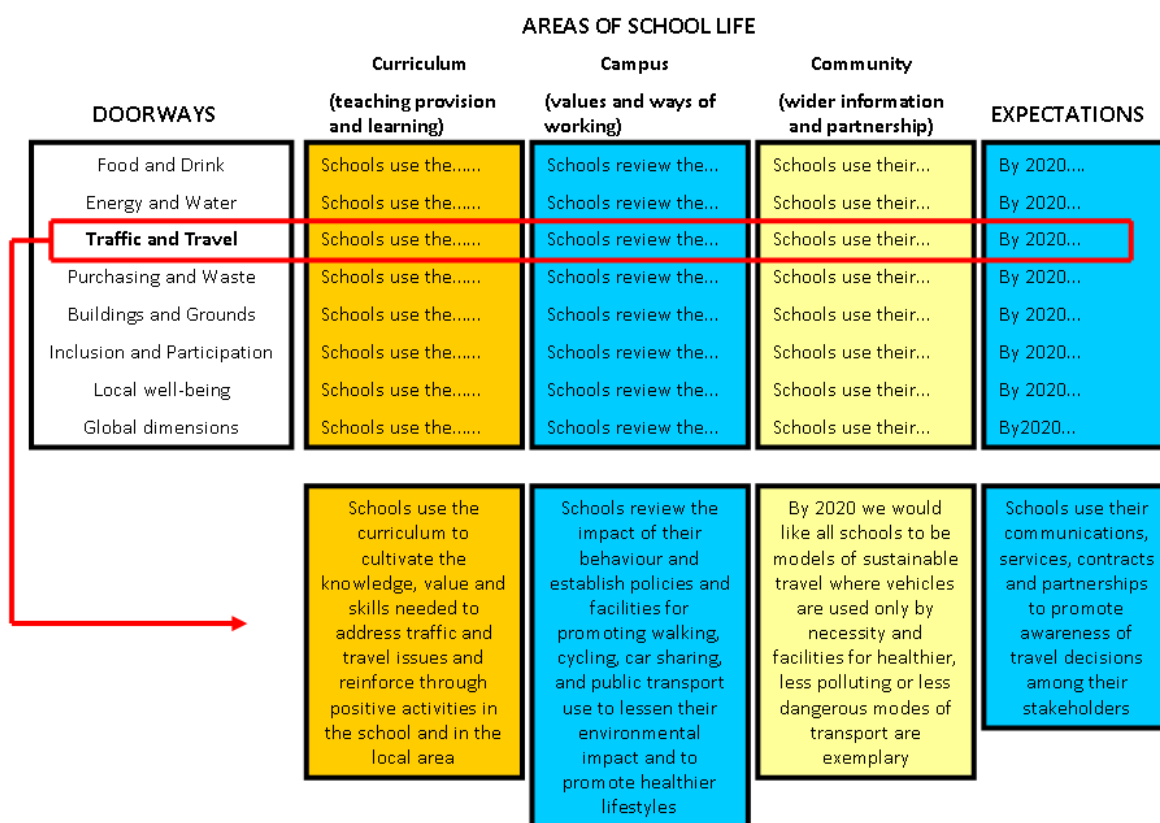 AREAS OF SCHOOL LIFE
Curriculum
(teaching provision
and learning)
Campus
(values and ways of
working)
Community
(wider information
and partnership)
DOORWAYS
EXPECTATIONS
Food and Drink
Schools use the......
Schools review the...
Schools use their...
By 2020....
Energy and Water
Schools use the......
Schools review the...
Schools use their...
By 2020...
Traffic and Travel
Schools use the......
Schools review the...
Schools use their...
By 2020...
Purchasing and Waste
Schools use the......
Schools review the...
Schools use their...
By 2020...
Buildings and Grounds
Schools use the......
Schools review the...
Schools use their...
By 2020...
Inclusion and Participation
Schools use the......
Schools review the...
Schools use their...
By 2020...
Local well-being
Schools use the......
Schools review the...
Schools use their...
By 2020...
Global dimensions
Schools use the......
Schools review the...
Schools use their...
By2020...
Schools use the
curriculum to
cultivate the
knowledge, value and
skills needed to
address traffic and
travel issues and
reinforce through
positive activities in
the school and in the
local area
Schools review the
impact of their
behaviour and
establish policies and
facilities for
promoting walking,
cycling, car sharing,
and public transport
use to lessen their
environmental
impact and to
promote healthier
lifestyles
By 2020 we would
like all schools to be
models of sustainable
travel where vehicles
are used only by
necessity and
facilities for healthier,
less polluting or less
dangerous modes of
transport are
exemplary
Schools use their
communications,
services, contracts
and partnerships
to promote
awareness of
travel decisions
among their
stakeholders